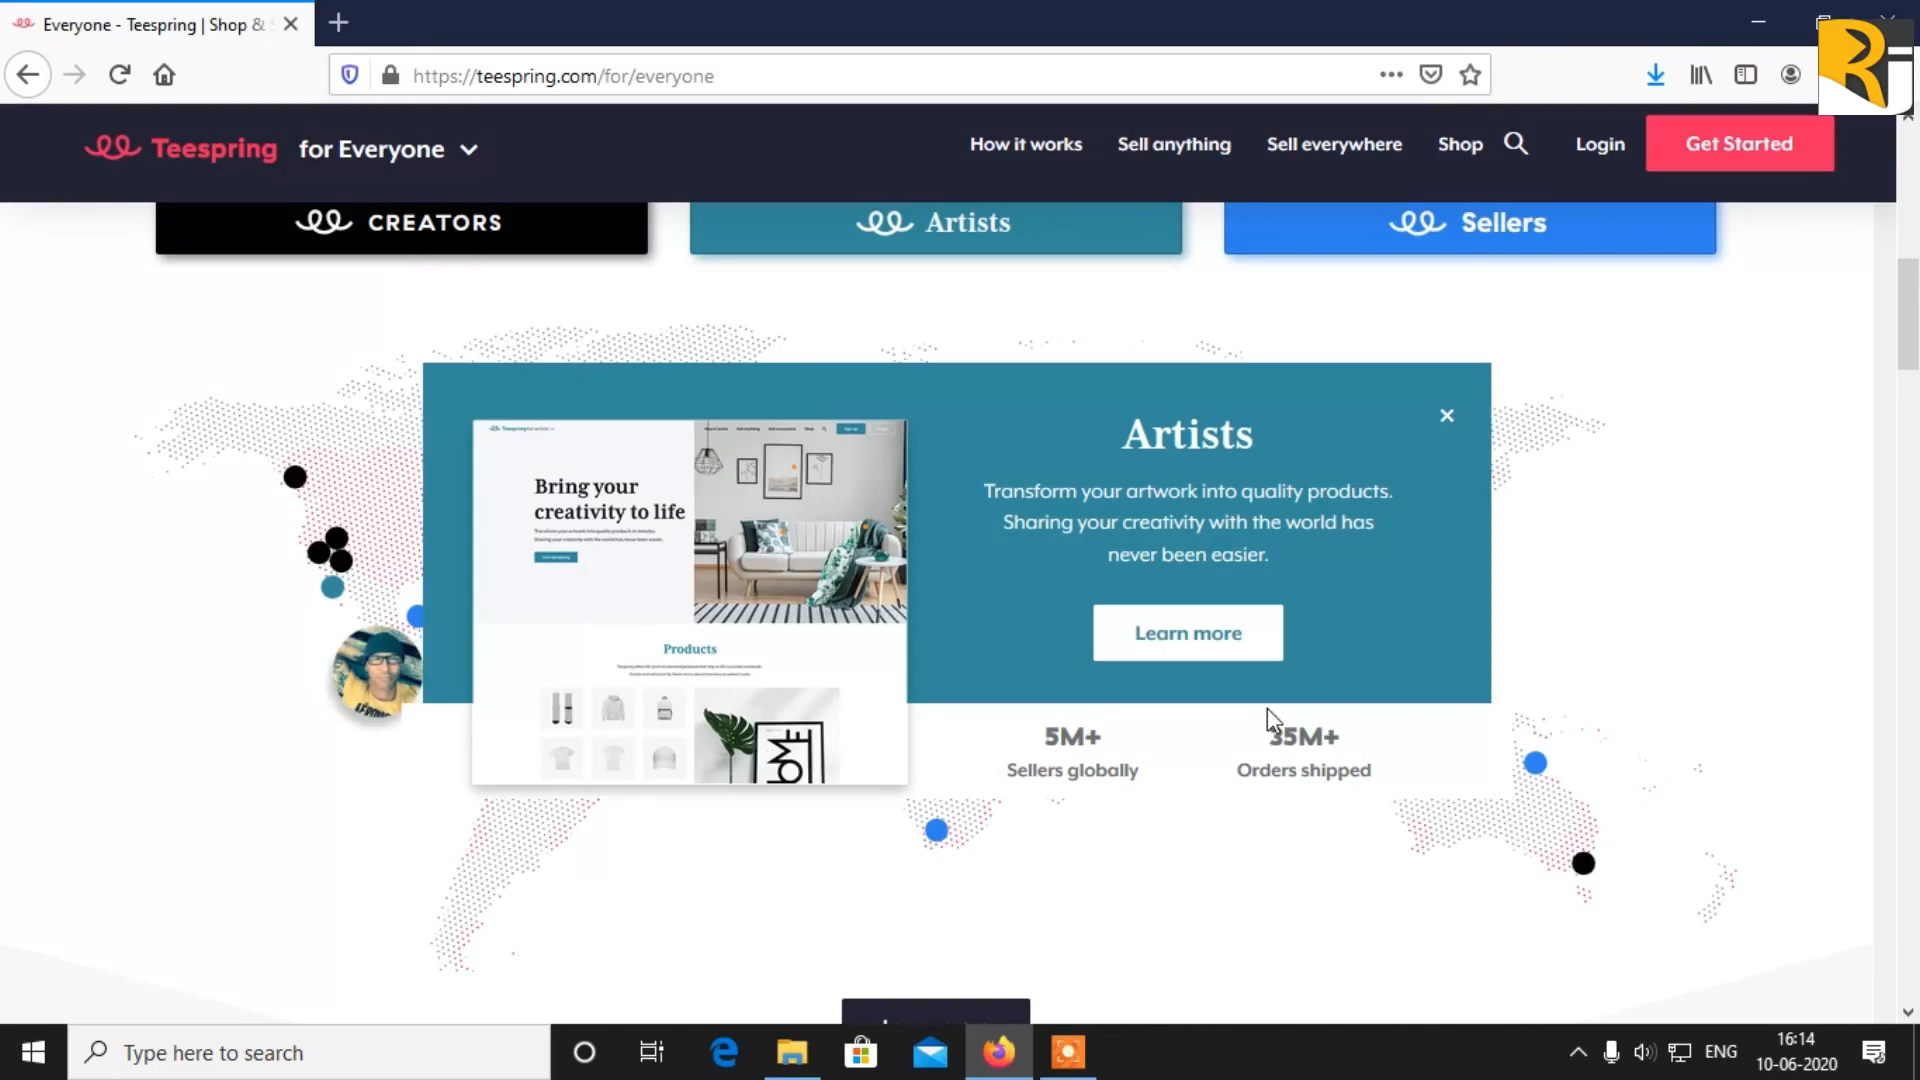 Everyone - Teespring | Shop &
https://teespring.com/for/everyone
Teespring for Everyone
How it works
Sell anything
Sell everywhere
Shop
Login
Get Started
CREATORS
Artists
Sellers
Artists
Transform your artwork into quality products.
Sharing your creativity with the world has
never been easier.
Learn more
Bring your
creativity to life
Products
HOME
5M+
Sellers globally
35M+
Orders shipped
Type here to search
ENG
16:14
10-06-2020